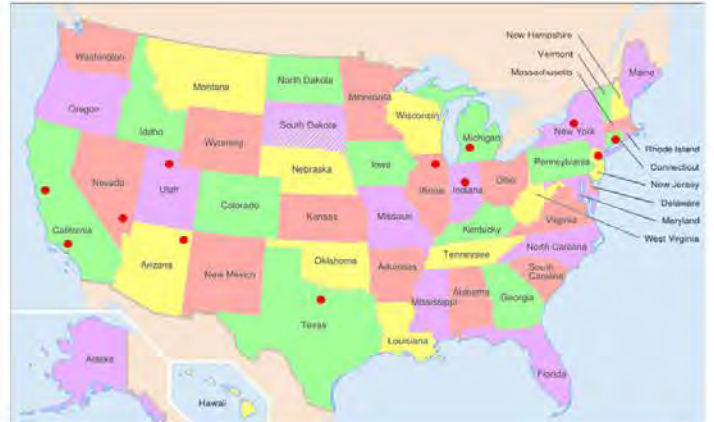 New Hampshire
Vermont
Massachusetts
Maine
Washington
Montana
North Dakota
Minnesota
Oregon
Idaho
Wisconsin
South Dakota
Michigan
New York
Rhode Island
Wyoming
Connecticut
Iowa
Pennsylvania
Nebraska
New Jersey
Nevada
Utah
Illinois
Indiana
Ohio
Delaware
Colorado
Maryland
California
Kansas
Missouri
Virginia
West Virginia
Kentucky
North Carolina
Arizona
Oklahoma
Tennessee
New Mexico
Arkansas
South
Carolina
Mississippi
Alabama
Georgia
Texas
Louisiana
Alaska
Florida
Hawaii